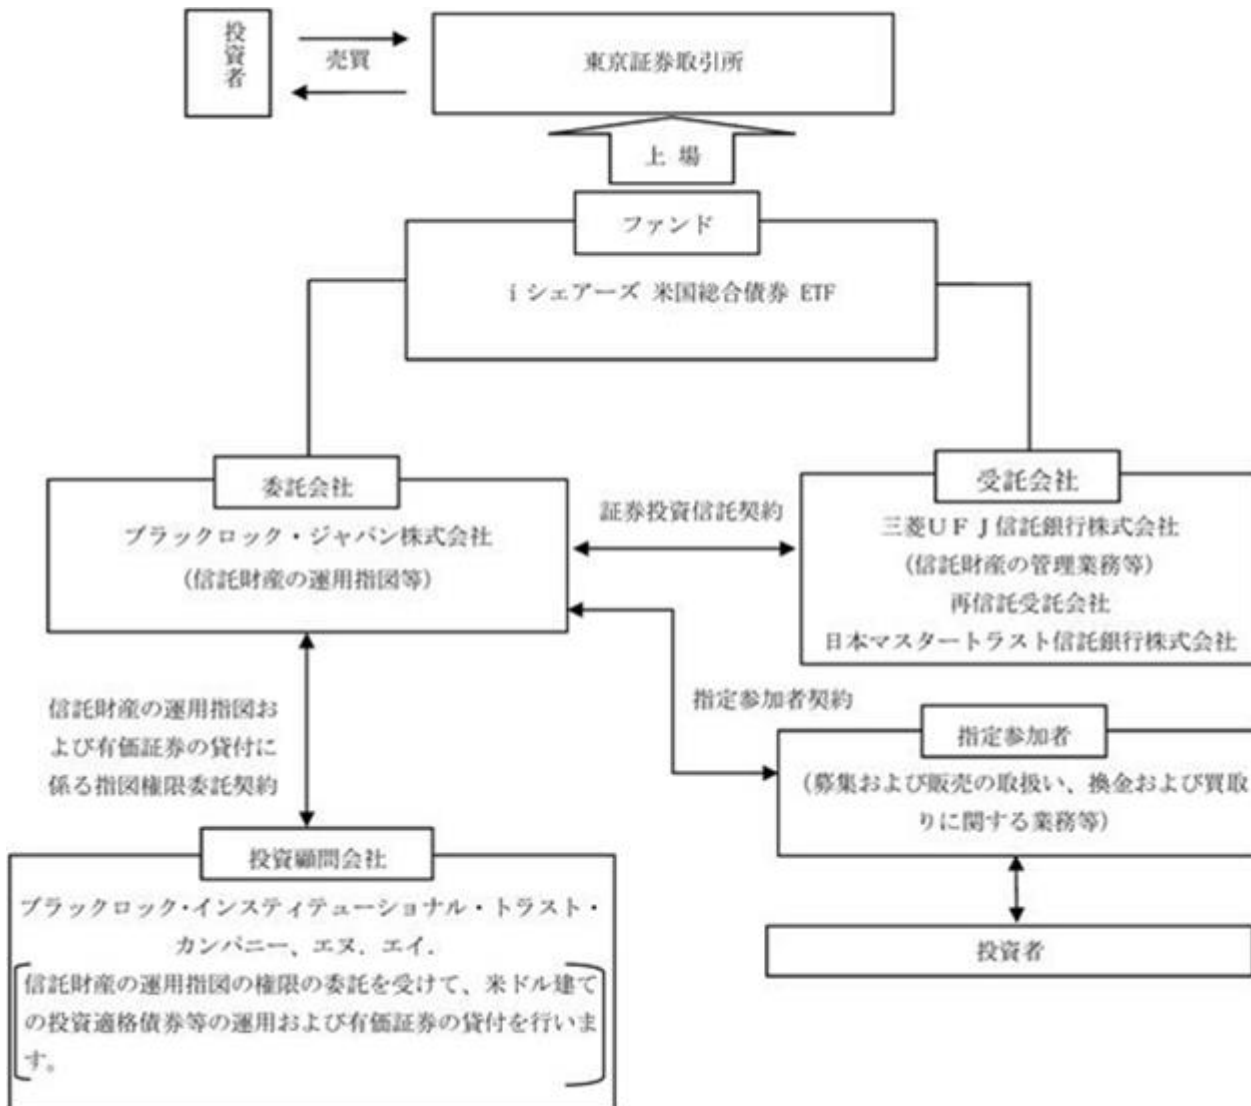 投資者
売買
東京証券取引所
上 場
ファンド
i シェアーズ 米国総合債券 ETF
委託会社
ブラックロック・ジャパン株式会社
(信託財産の運用指図等)
証券投資信託契約
受託会社
三菱UFJ信託銀行株式会社
(信託財産の管理業務等)
再信託受託会社
日本マスタートラスト信託銀行株式会社
信託財産の運用指図お
よび有価証券の貸付に
係る指図権限委託契約
指定参加者契約
指定参加者
(募集および販売の取扱い、換金および買取
りに関する業務等)
投資顧問会社
ブラックロック・インスティテューショナル・トラスト・
カンパニー、エヌ．エイ．
信託財産の運用指図の権限の委託を受けて、米ドル建て
の投資適格債券等の運用および有価証券の貸付を行いま
す。
投資者